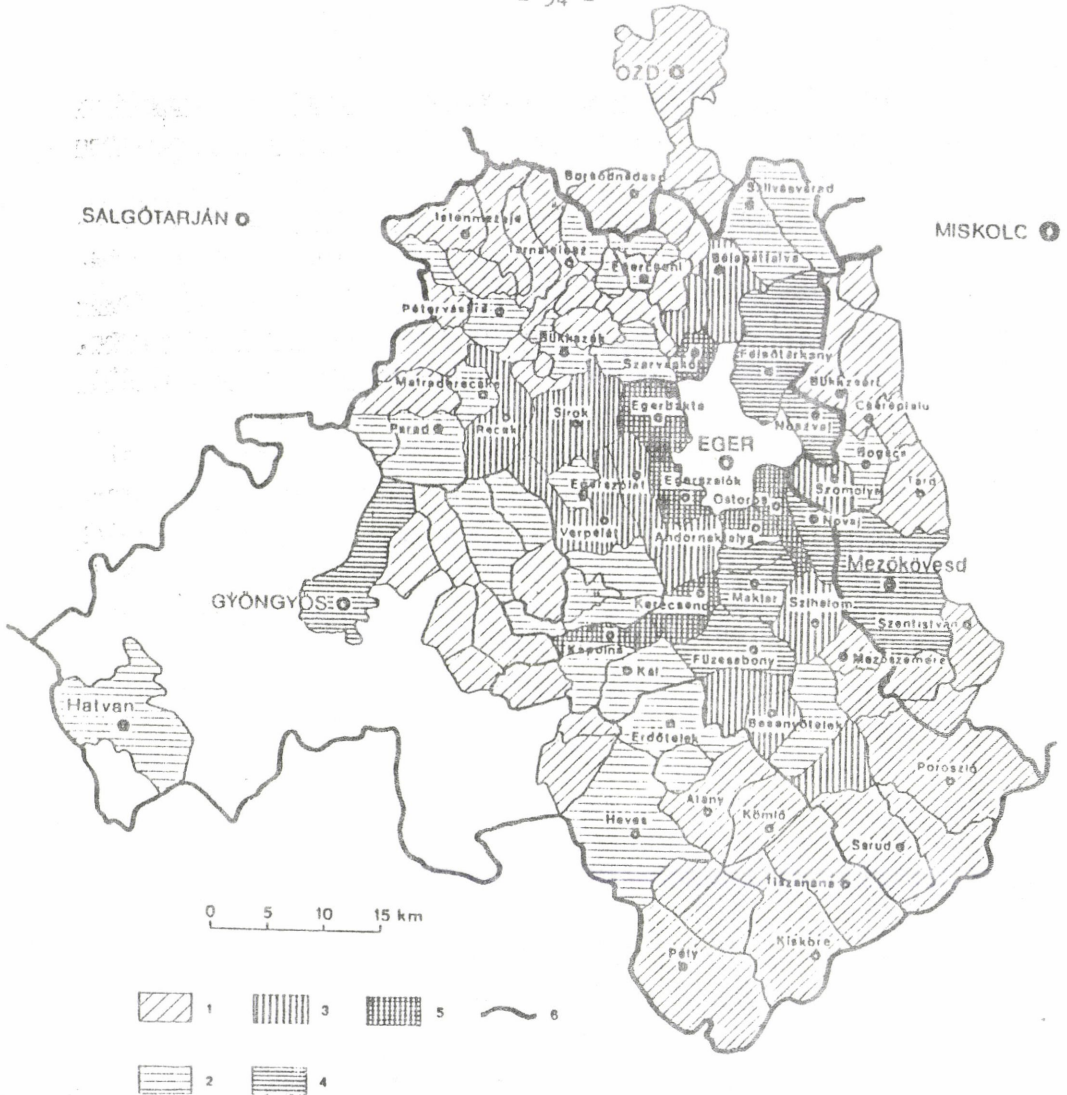 - 54 -
ÓZD
Borsodnádasd
Szilvásvárad
SALGÓTARJÁN
Istenmezeje
MISKOLC
Tarnalelesz
Bélapátfalva
Egercsehi
Pétervására
Bükkszék
Szarvaskő
Felsőtárkány
Mátraderecske
Bükkzsérc
Egerbakta
Cserépfalu
Parád
Recsk
Sirok
Noszvaj
EGER
Bogács
Egerszólát
Egerszalók
Szomolya
Tard
Ostoros
Novaj
Verpelét
Andornaktálya
Mezőkövesd
GYÖNGYÖS
Maklár
Kerecsend
Szihalom
Szentistván
Kápolna
Füzesabony
Mezőszemere
Kál
Hatvan
Besenyőtelek
Erdőtelek
Poroszló
Átány
Kömlő
Heves
Sarud
Tiszanána
0 5 10 15 km
Kisköre
Pély
1 3 5 6
2 4